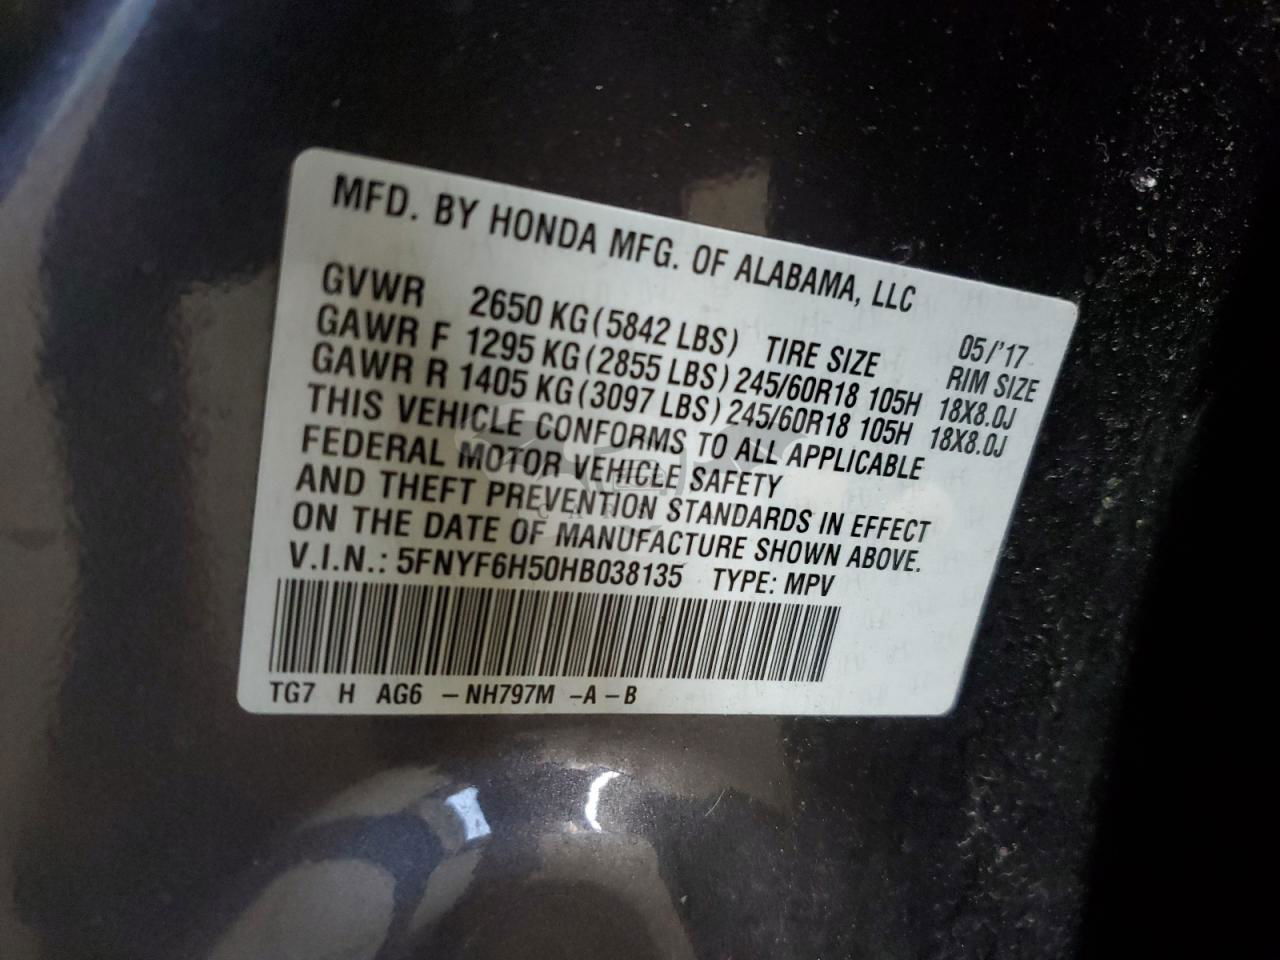 MFD. BY HONDA MFG. OF ALABAMA, LLC
05/'17
GVWR 2650 KG(5842 LBS) TIRE SIZE RIM SIZE
GAWR F 1295 KG(2855 LBS) 245/60R18 105H 18X8.0J
GAWR R 1405 KG(3097 LBS) 245/60R18 105H 18X8.0J
THIS VEHICLE CONFORMS TO ALL APPLICABLE
FEDERAL MOTOR VEHICLE SAFETY
AND THEFT PREVENTION STANDARDS IN EFFECT
ON THE DATE OF MANUFACTURE SHOWN ABOVE.
V.I.N.: 5FNYF6H50HB038135 TYPE: MPV
TG7 H AG6 –NH797M –A –B